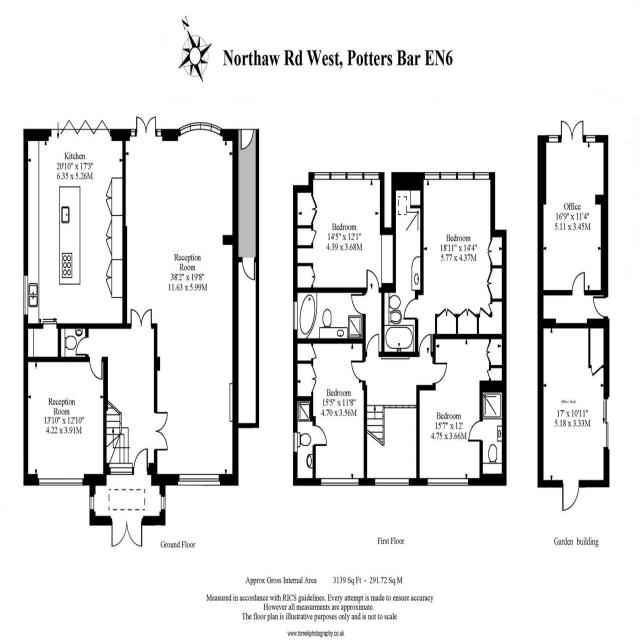 N
Northaw Rd West, Potters Bar EN6
Kitchen
20'10" x 17'3"
6.35 x 5.26M
Reception
Room
38'2" x 19'8"
11.63 x 5.99M
Reception
Room
13'10" x 12'10"
4.22 x 3.91M
Ground Floor
Bedroom
14'5" x 12'1"
4.39 x 3.68M
Bedroom
18'11" x 14'4"
5.77 x 4.37M
Bedroom
15'5" x 11'8"
4.70 x 3.56M
Bedroom
15'7" x 12'
4.75 x 3.66M
First Floor
Office
16'9" x 11'4"
5.11 x 3.45M
17' x 10'11"
5.18 x 3.33M
Garden building
Approx Gross Internal Area 3139 Sq Ft - 291.72 Sq M
Measured in accordance with RICS guidelines. Every attempt is made to ensure accuracy
However all measurments are approximate.
The floor plan is illustrative purposes only and is not to scale
www.tomekphotography.co.uk